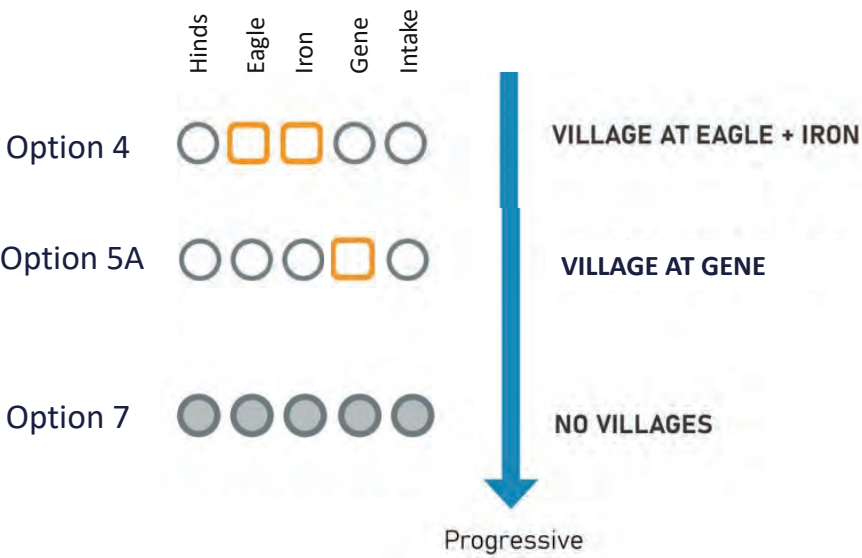 Hinds
Eagle
Iron
Gene
Intake
Option 4
VILLAGE AT EAGLE + IRON
Option 5A
VILLAGE AT GENE
Option 7
NO VILLAGES
Progressive